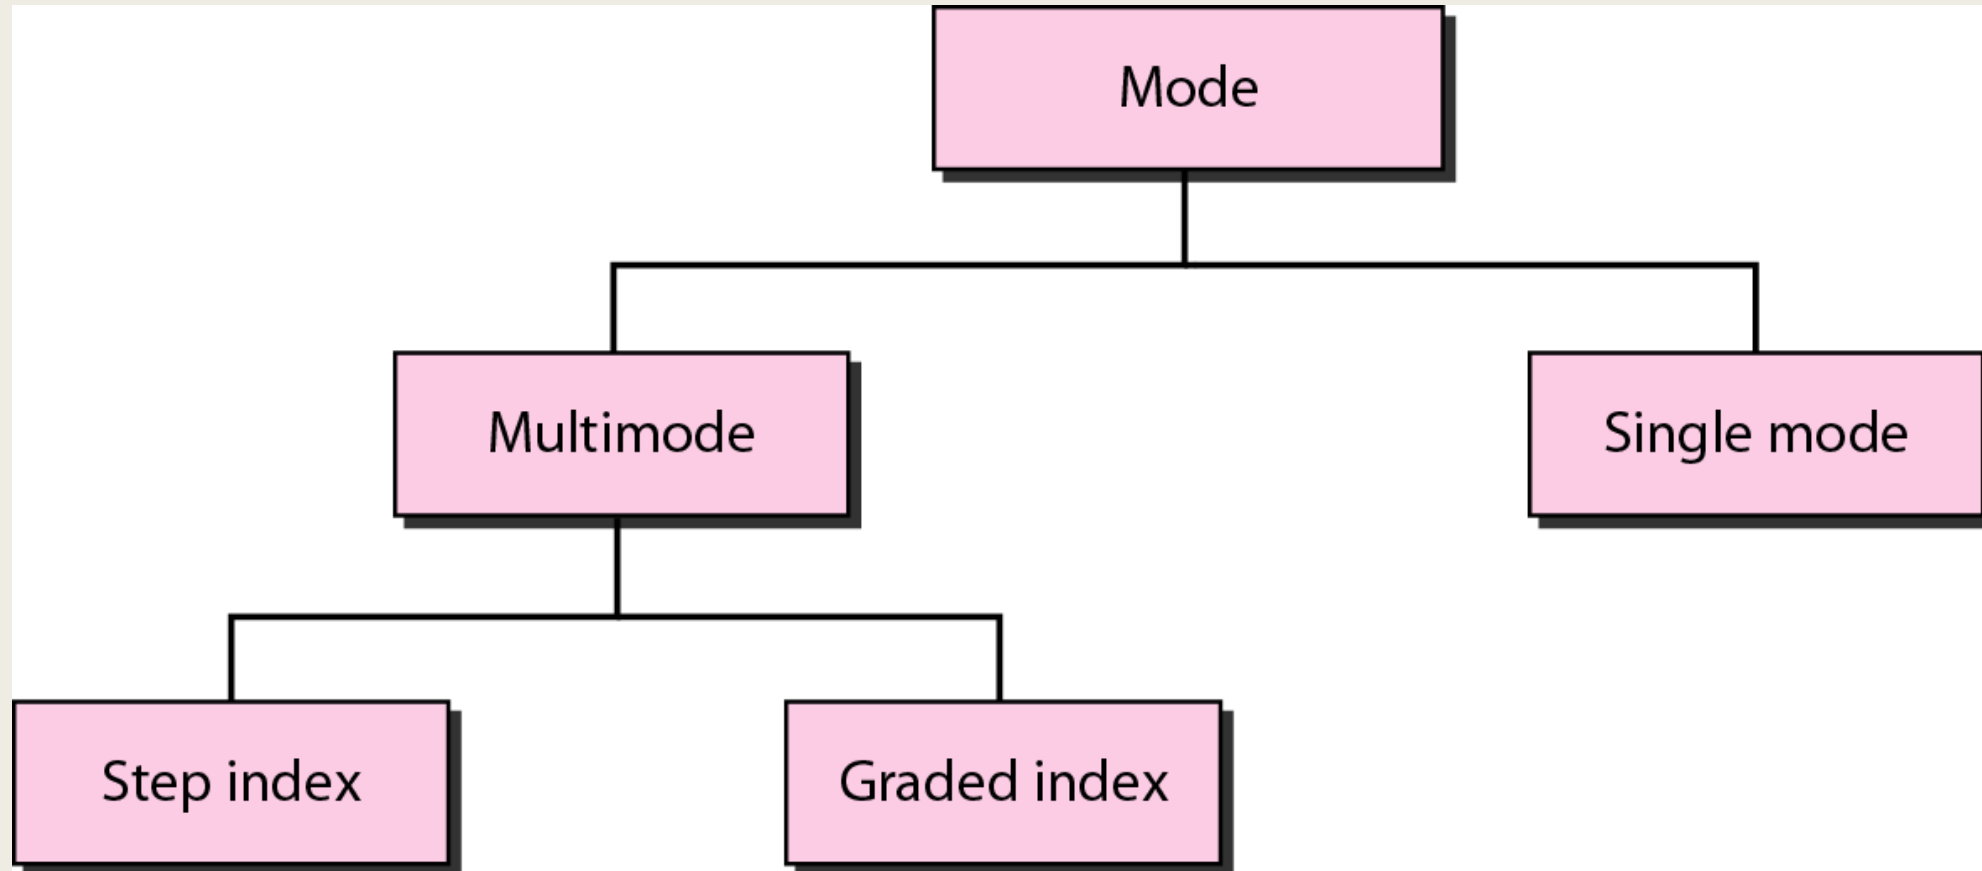 Mode
Multimode
Single mode
Step index
Graded index